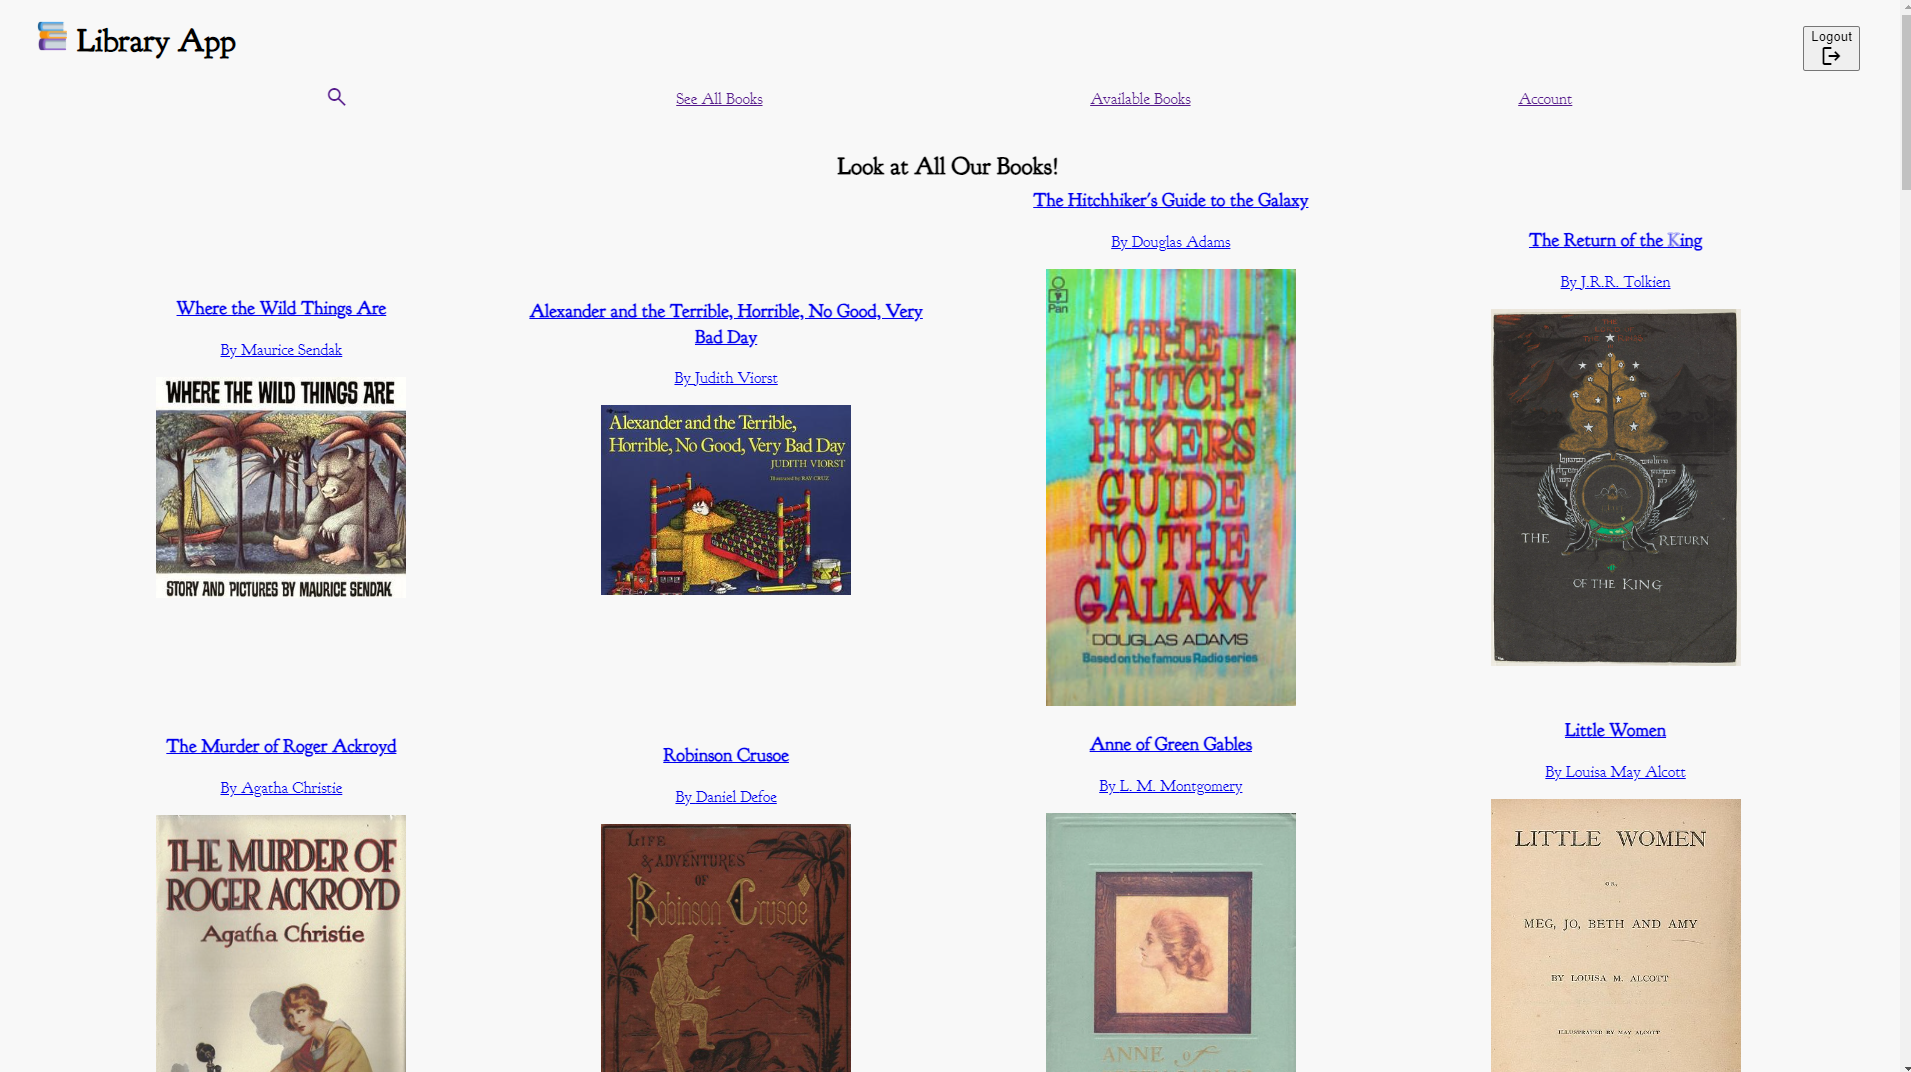 Library App
Logout
See All Books
Available Books
Account
Look at All Our Books!
Where the Wild Things Are
By Maurice Sendak
WHERE THE WILD THINGS ARE
STORY AND PICTURES BY MAURICE SENDAK
Alexander and the Terrible, Horrible, No Good, Very
Bad Day
By Judith Viorst
Alexander and the Terrible,
Horrible, No Good, Very Bad Day
JUDITH VIORST
Illustrated by RAY CRUZ
The Hitchhiker's Guide to the Galaxy
By Douglas Adams
Pan
THE
HITCH-
HIKERS
GUIDE
TO THE
GALAXY
DOUGLAS ADAMS
Based on the famous Radio series
The Return of the King
By J.R.R. Tolkien
THE RETURN
OF THE KING
The Murder of Roger Ackroyd
By Agatha Christie
THE MURDER OF
ROGER ACKROYD
Agatha Christie
Robinson Crusoe
By Daniel Defoe
LIFE
& ADVENTURES
OF
Robinson Crusoe
Anne of Green Gables
By L. M. Montgomery
ANNE of
Little Women
By Louisa May Alcott
LITTLE WOMEN
OR,
MEG, JO, BETH AND AMY
BY LOUISA M. ALCOTT
ILLUSTRATED BY MAY ALCOTT